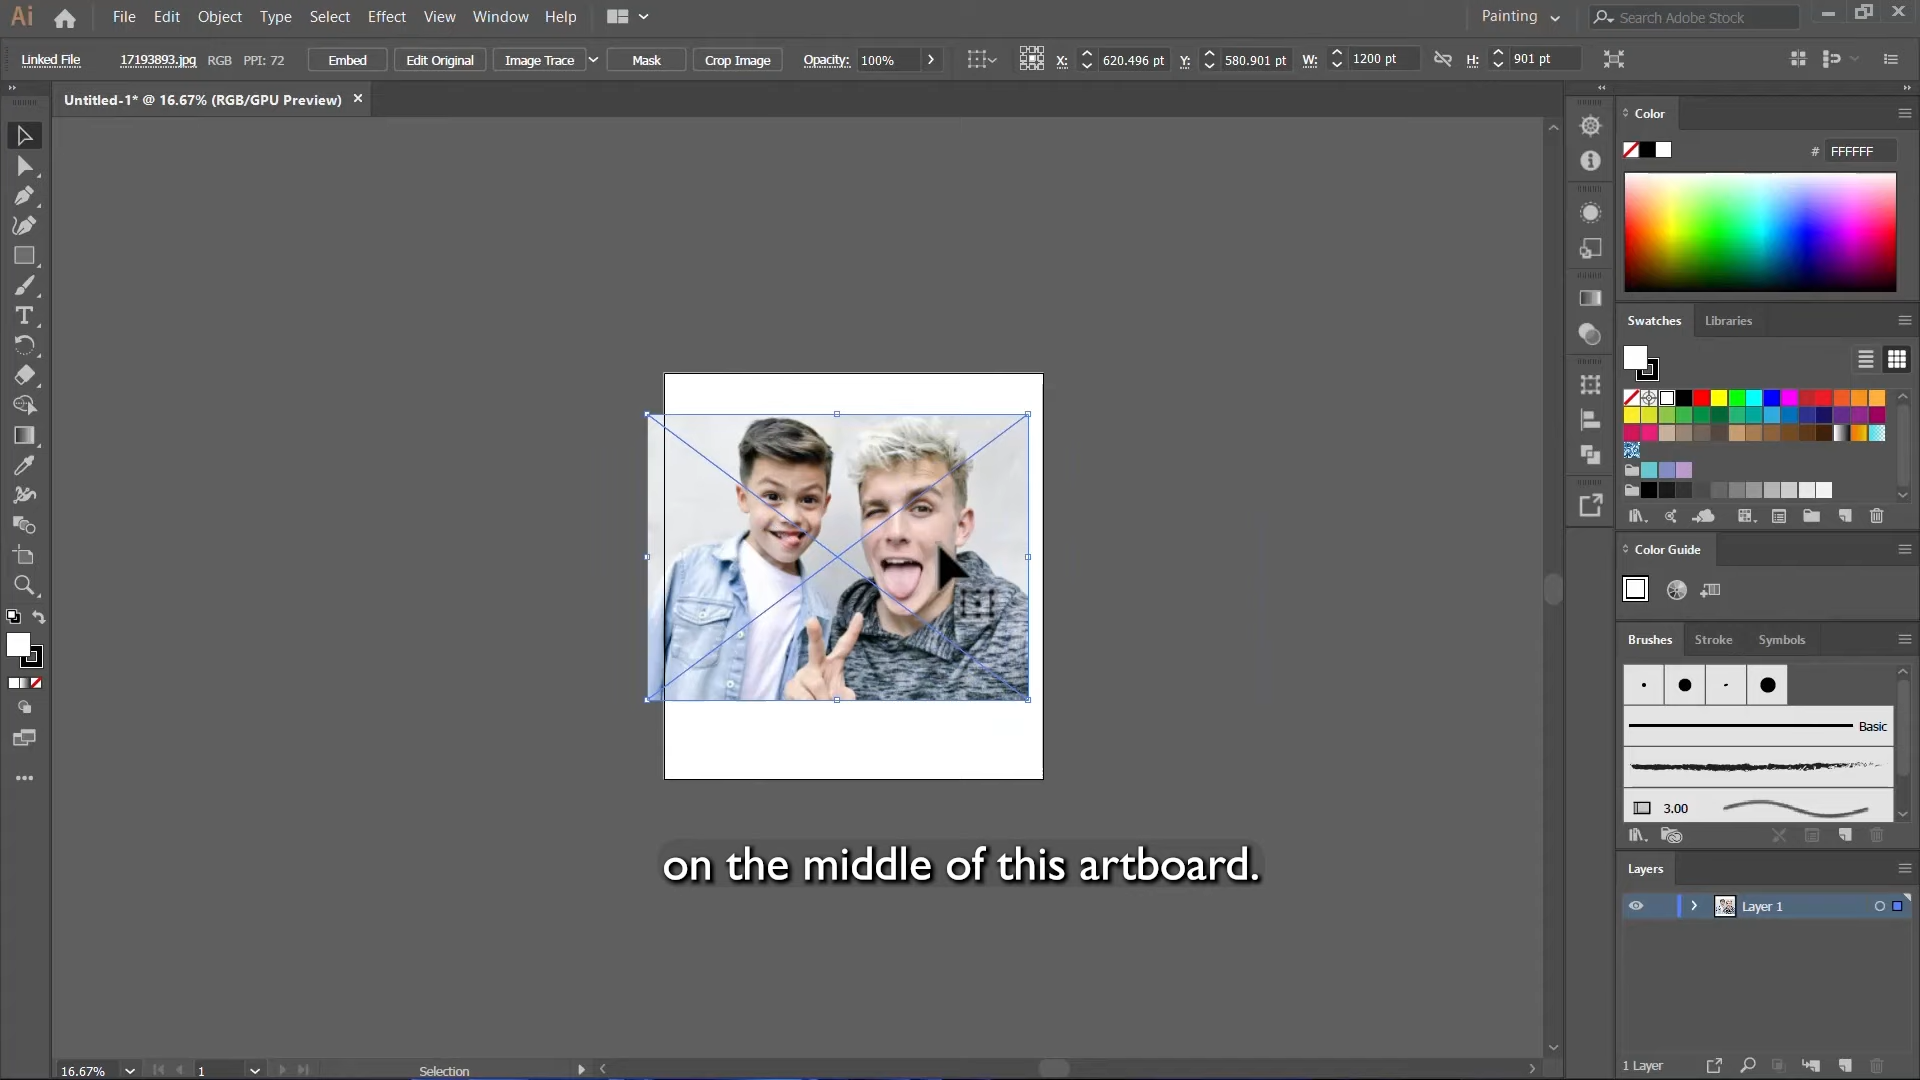 Ai File Edit Object Type Select Effect View Window Help Painting Search Adobe Stock
Linked File 17193893.jpg RGB PPI: 72 Embed Edit Original Image Trace Mask Crop Image Opacity: 100% X: 620.496 pt Y: 580.901 pt W: 1200 pt H: 901 pt
Untitled-1* @ 16.67% (RGB/GPU Preview)
Color
# FFFFFF
Swatches Libraries
Color Guide
Brushes Stroke Symbols
Basic
3.00
on the middle of this artboard.
Layers
Layer 1
1 Layer
16.67% 1 Selection